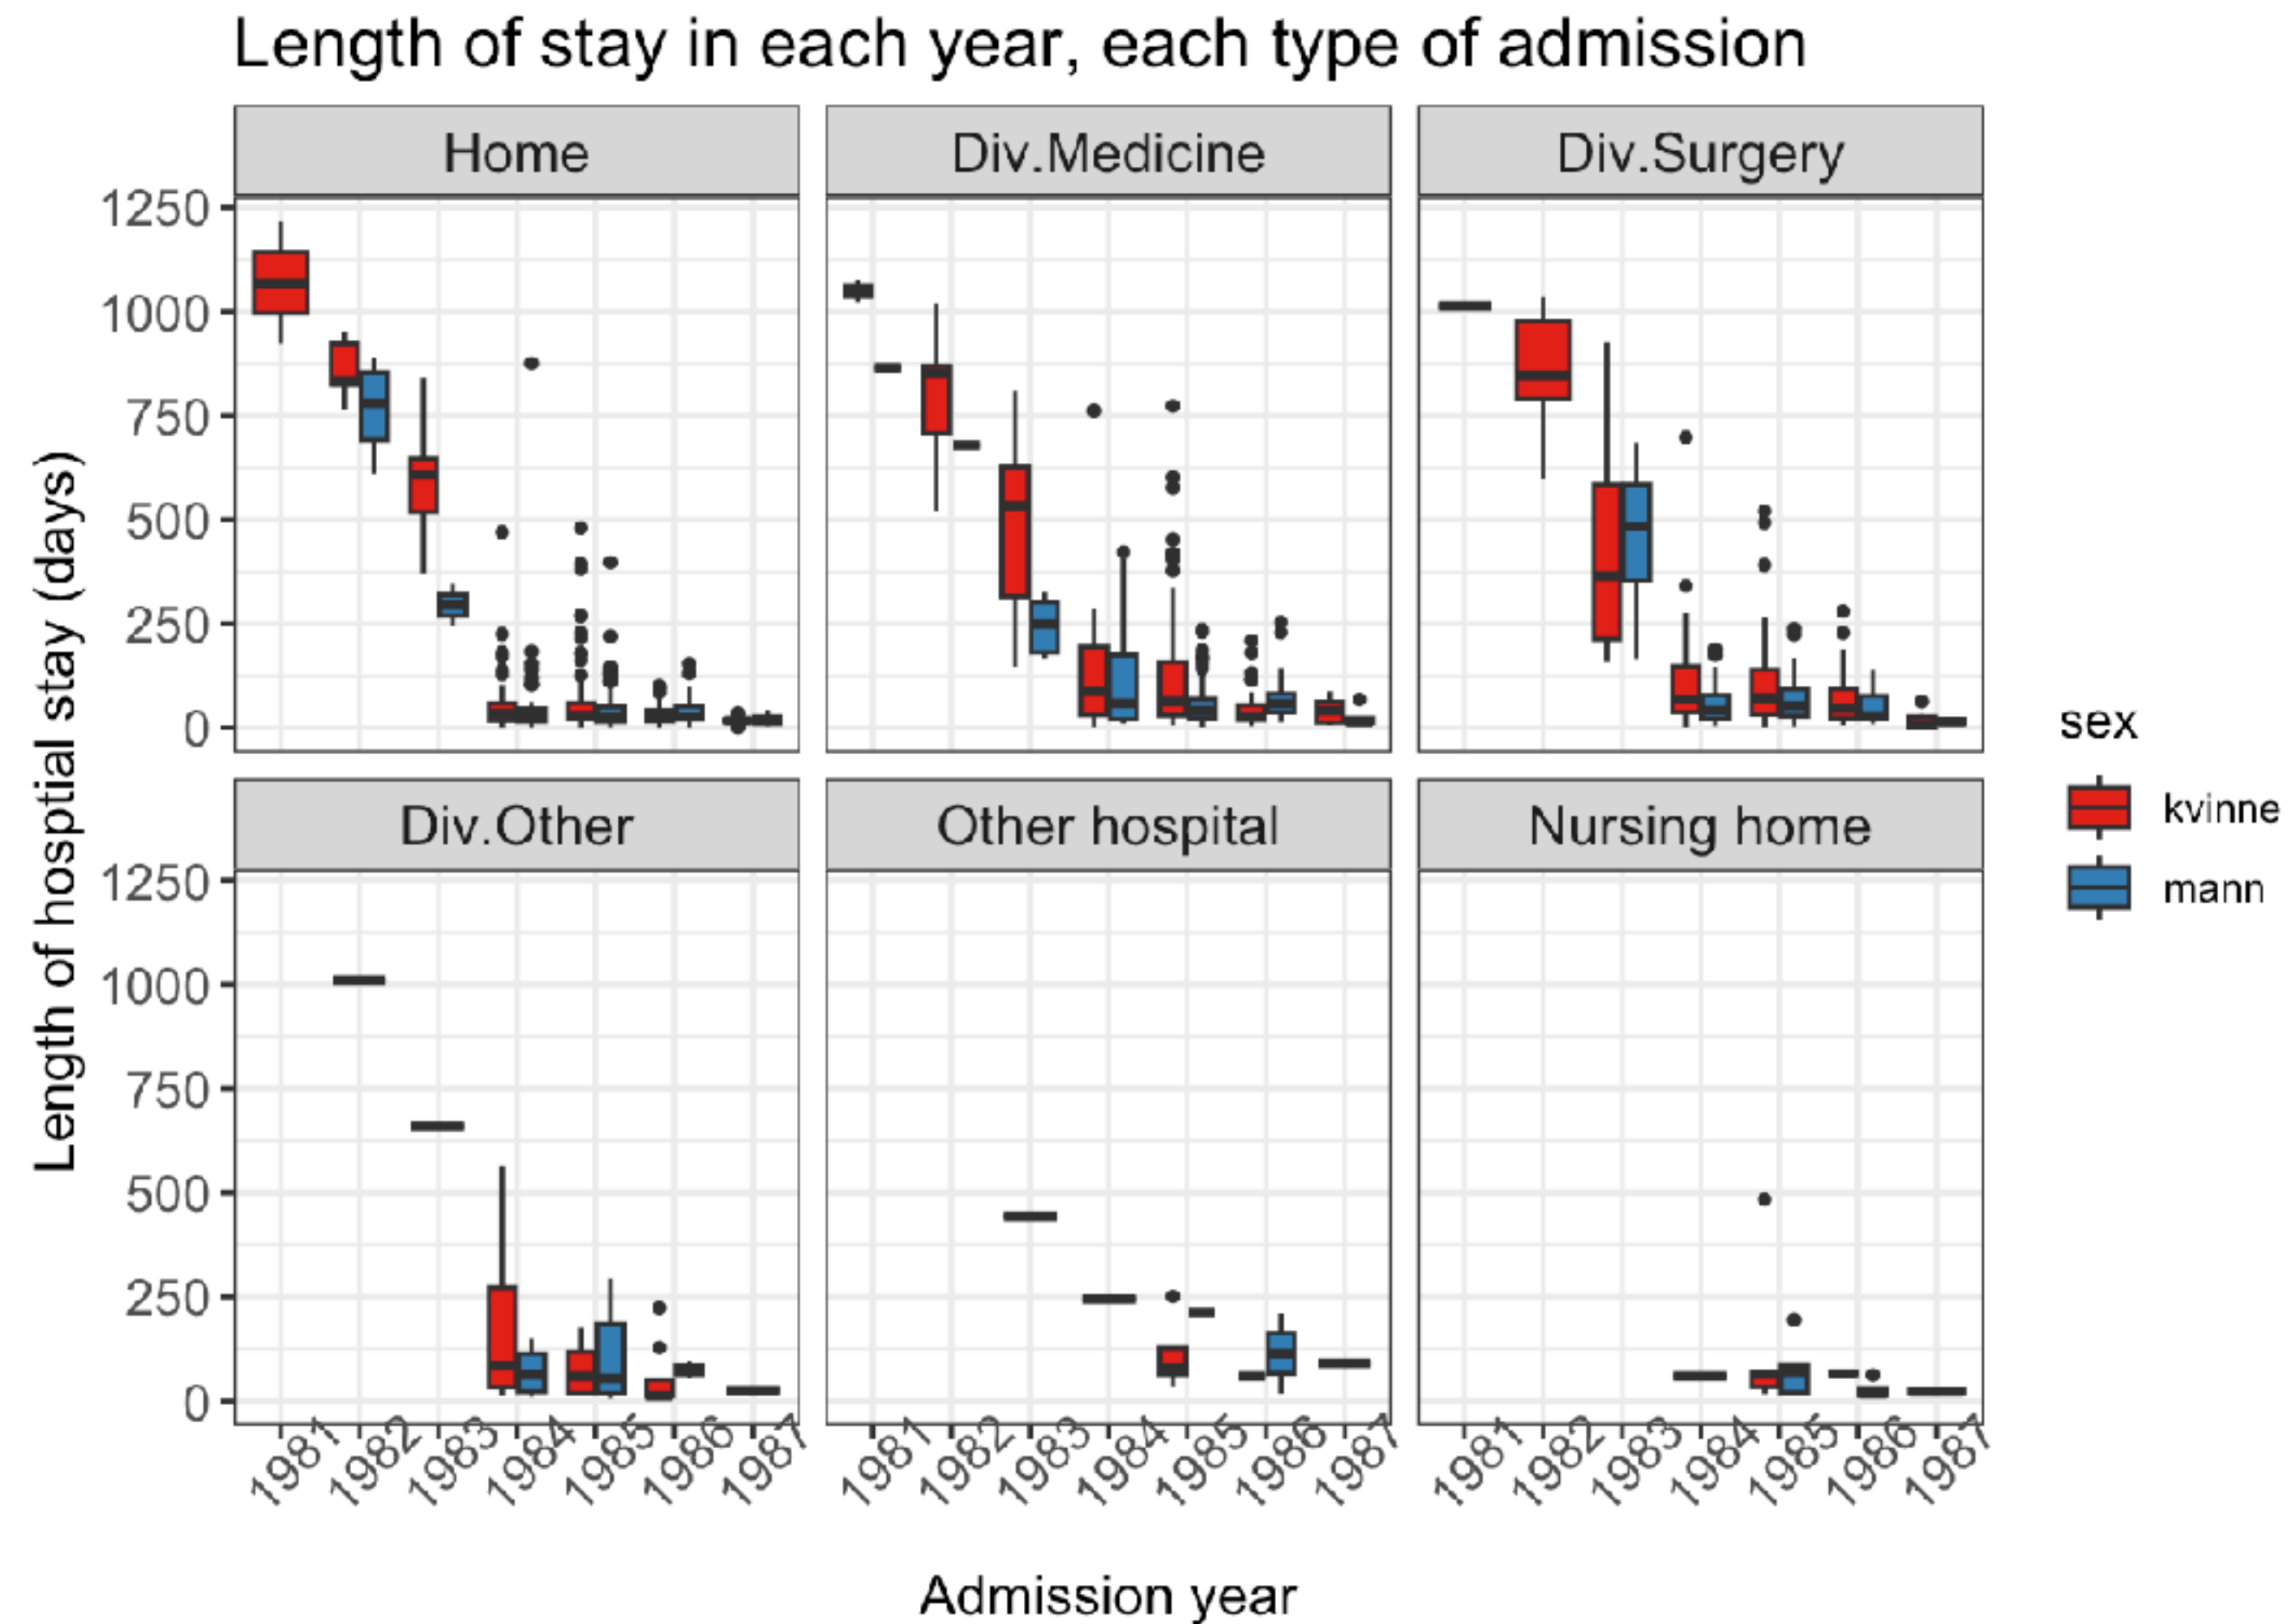 Length of stay in each year, each type of admission
Home
Div.Medicine
Div.Surgery
1250
1000
750
500
250
0
Div.Other
Other hospital
Nursing home
1250
1000
750
500
250
0
1981
1982
1983
1984
1985
1986
1987
1981
1982
1983
1984
1985
1986
1987
1981
1982
1983
1984
1985
1986
1987
Length of hosptial stay (days)
Admission year
sex
kvinne
mann